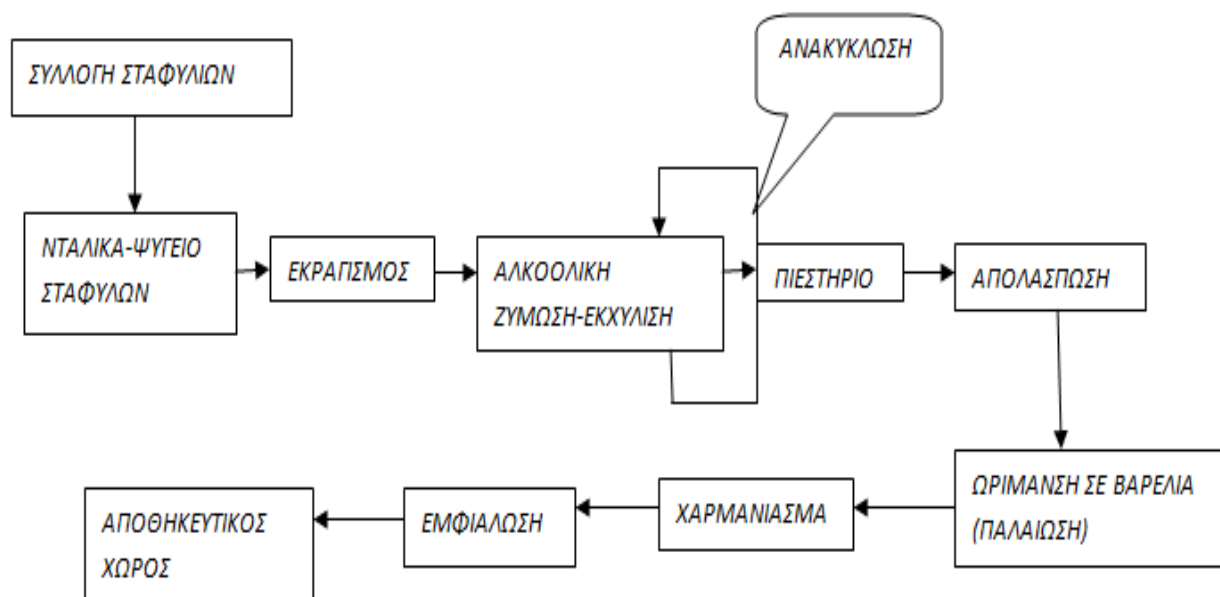 ΣΥΛΛΟΓΗ ΣΤΑΦΥΛΙΩΝ
ΑΝΑΚΥΚΛΩΣΗ
ΝΤΑΛΙΚΑ-ΨΥΓΕΙΟ
ΣΤΑΦΥΛΩΝ
ΕΚΡΑΓΙΣΜΟΣ
ΑΛΚΟΟΛΙΚΗ
ΖΥΜΩΣΗ-ΕΚΧΥΛΙΣΗ
ΠΙΕΣΤΗΡΙΟ
ΑΠΟΛΑΣΠΩΣΗ
ΩΡΙΜΑΝΣΗ ΣΕ ΒΑΡΕΛΙΑ
(ΠΑΛΑΙΩΣΗ)
ΧΑΡΜΑΝΙΑΣΜΑ
ΕΜΦΙΑΛΩΣΗ
ΑΠΟΘΗΚΕΥΤΙΚΟΣ
ΧΩΡΟΣ